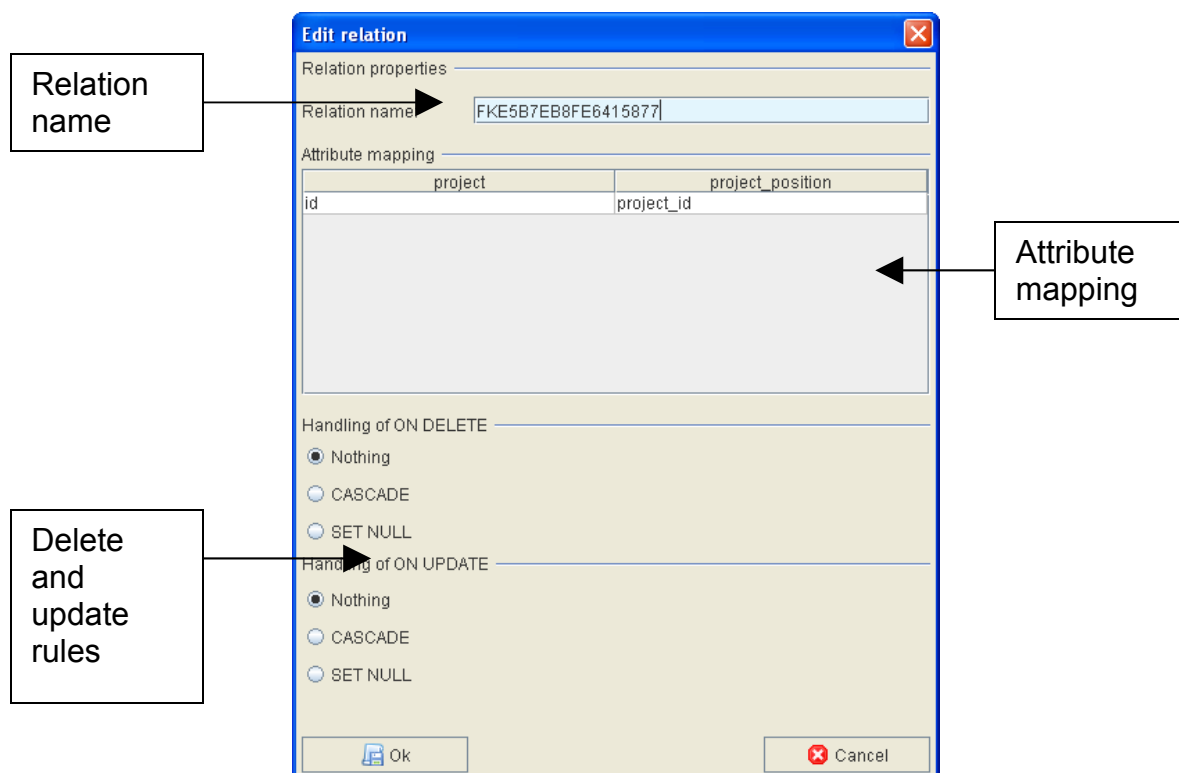 Edit relation
Relation properties
Relation name
Relation name
FKE5B7EB8FE6415877
Attribute mapping
project project_position
id project_id
Attribute
mapping
Handling of ON DELETE
Nothing
CASCADE
SET NULL
Delete
and
update
rules
Handling of ON UPDATE
Nothing
CASCADE
SET NULL
Ok
Cancel